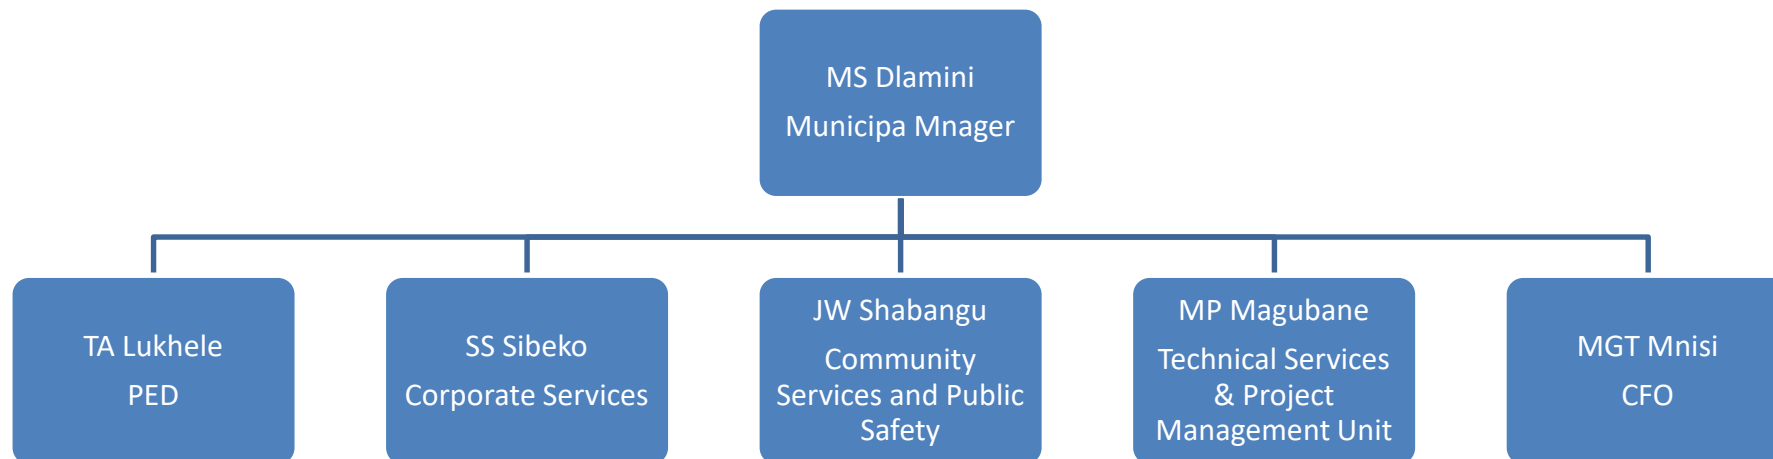 MS Dlamini
Municipa Mnager
TA Lukhele
PED
SS Sibeko
Corporate Services
JW Shabangu
Community
Services and Public
Safety
MP Magubane
Technical Services
& Project
Management Unit
MGT Mnisi
CFO